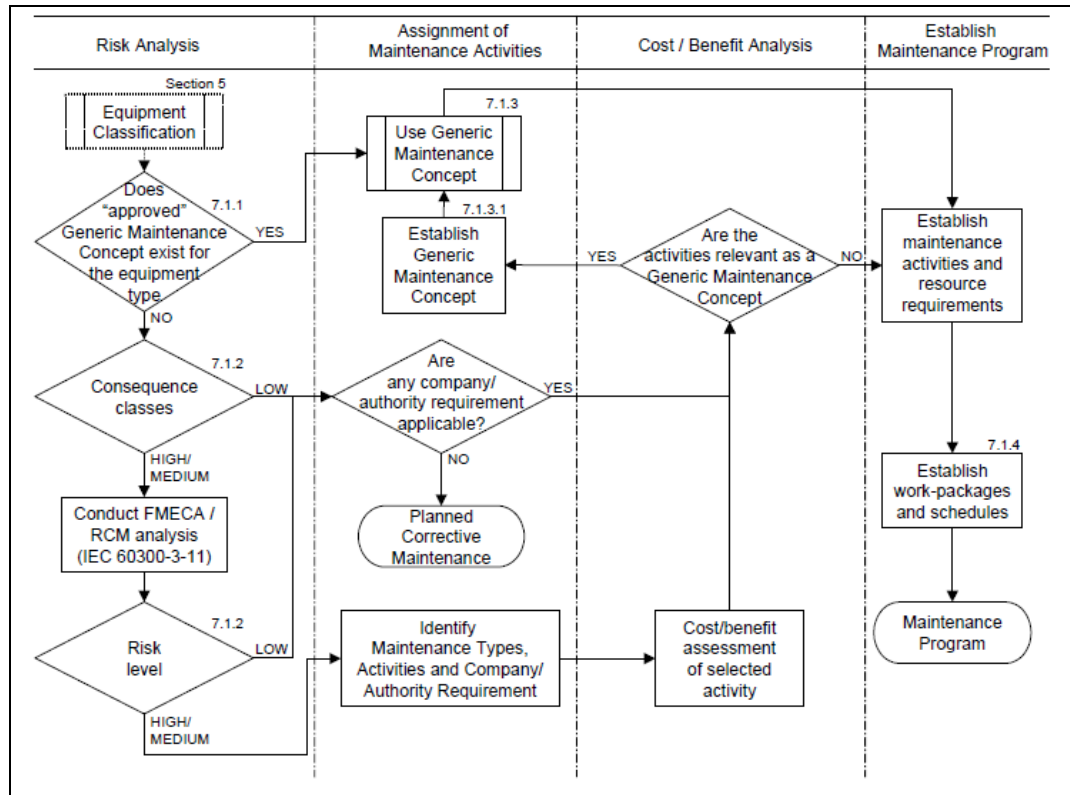 Risk Analysis
Assignment of
Maintenance Activities
Cost / Benefit Analysis
Establish
Maintenance Program
Section 5
Equipment
Classification
7.1.3
Use Generic
Maintenance
Concept
Does
“approved”
Generic Maintenance
Concept exist for
the equipment
type
7.1.1
YES
NO
7.1.3.1
Establish
Generic
Maintenance
Concept
YES
Are the
activities relevant as a
Generic Maintenance
Concept
NO
Establish
maintenance
activities and
resource
requirements
7.1.2
Consequence
classes
LOW
HIGH/
MEDIUM
Are
any company/
authority requirement
applicable?
YES
NO
Planned
Corrective
Maintenance
7.1.4
Establish
work-packages
and schedules
Conduct FMECA /
RCM analysis
(IEC 60300-3-11)
7.1.2
Risk
level
LOW
HIGH/
MEDIUM
Identify
Maintenance Types,
Activities and Company/
Authority Requirement
Cost/benefit
assessment
of selected
activity
Maintenance
Program